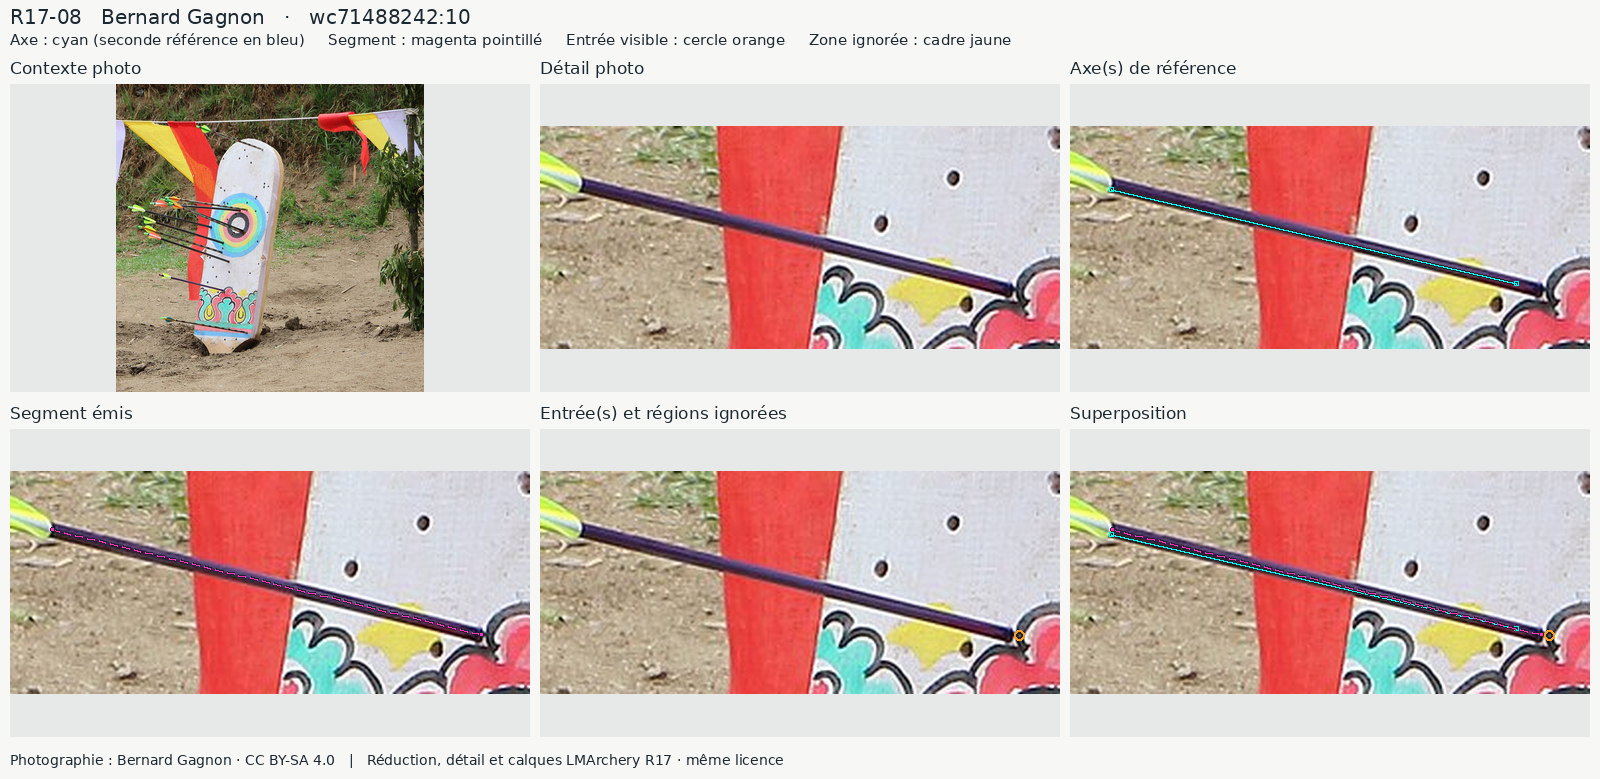 R17-08   Bernard Gagnon   ·   wc71488242:10
Axe : cyan (seconde référence en bleu)     Segment : magenta pointillé     Entrée visible : cercle orange     Zone ignorée : cadre jaune
Contexte photo
Détail photo
Axe(s) de référence
Segment émis
Entrée(s) et régions ignorées
Superposition
Photographie : Bernard Gagnon · CC BY-SA 4.0   |   Réduction, détail et calques LMArchery R17 · même licence